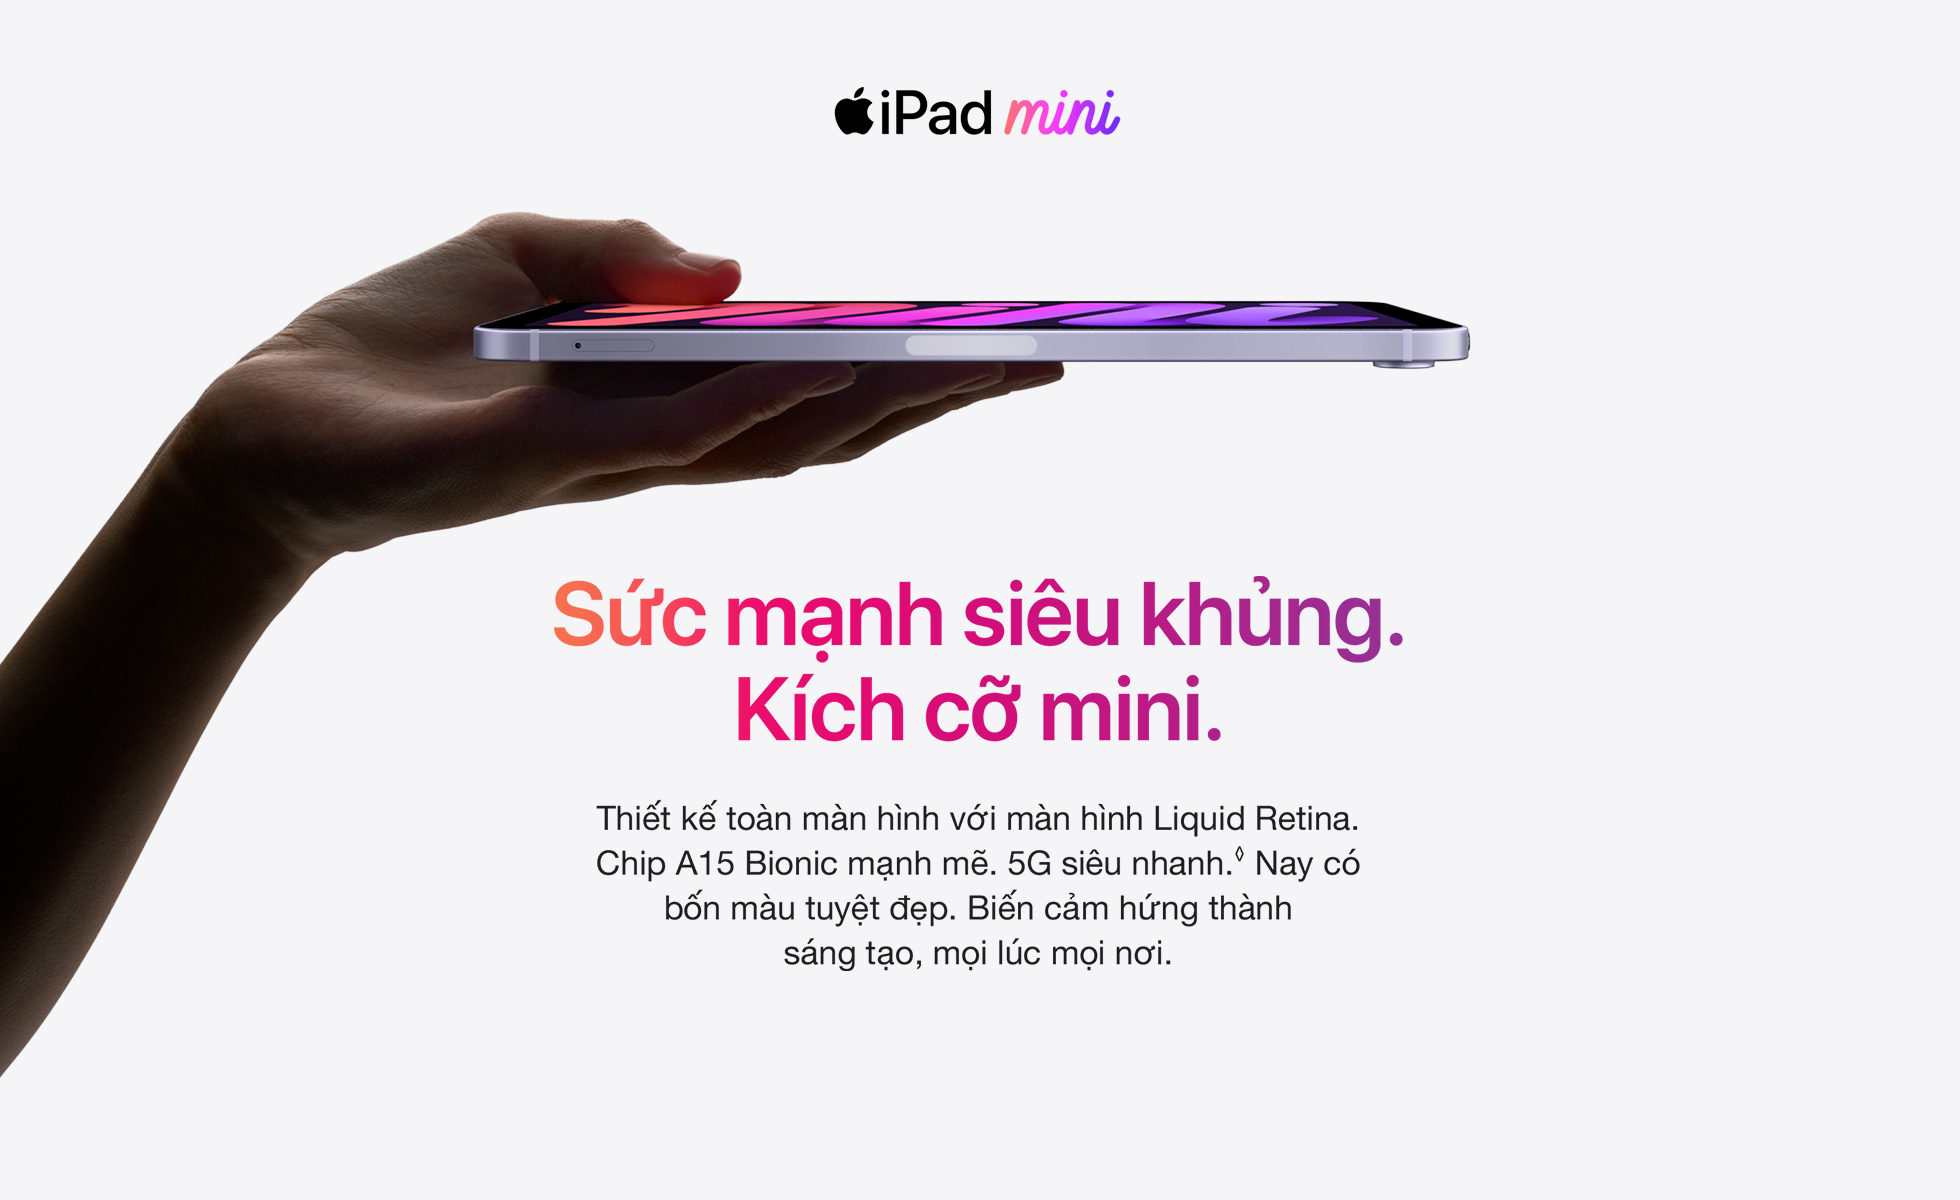 iPad mini
Sức mạnh siêu khủng.
Kích cỡ mini.
Thiết kế toàn màn hình với màn hình Liquid Retina.
Chip A15 Bionic mạnh mẽ. 5G siêu nhanh.◊ Nay có
bốn màu tuyệt đẹp. Biến cảm hứng thành
sáng tạo, mọi lúc mọi nơi.